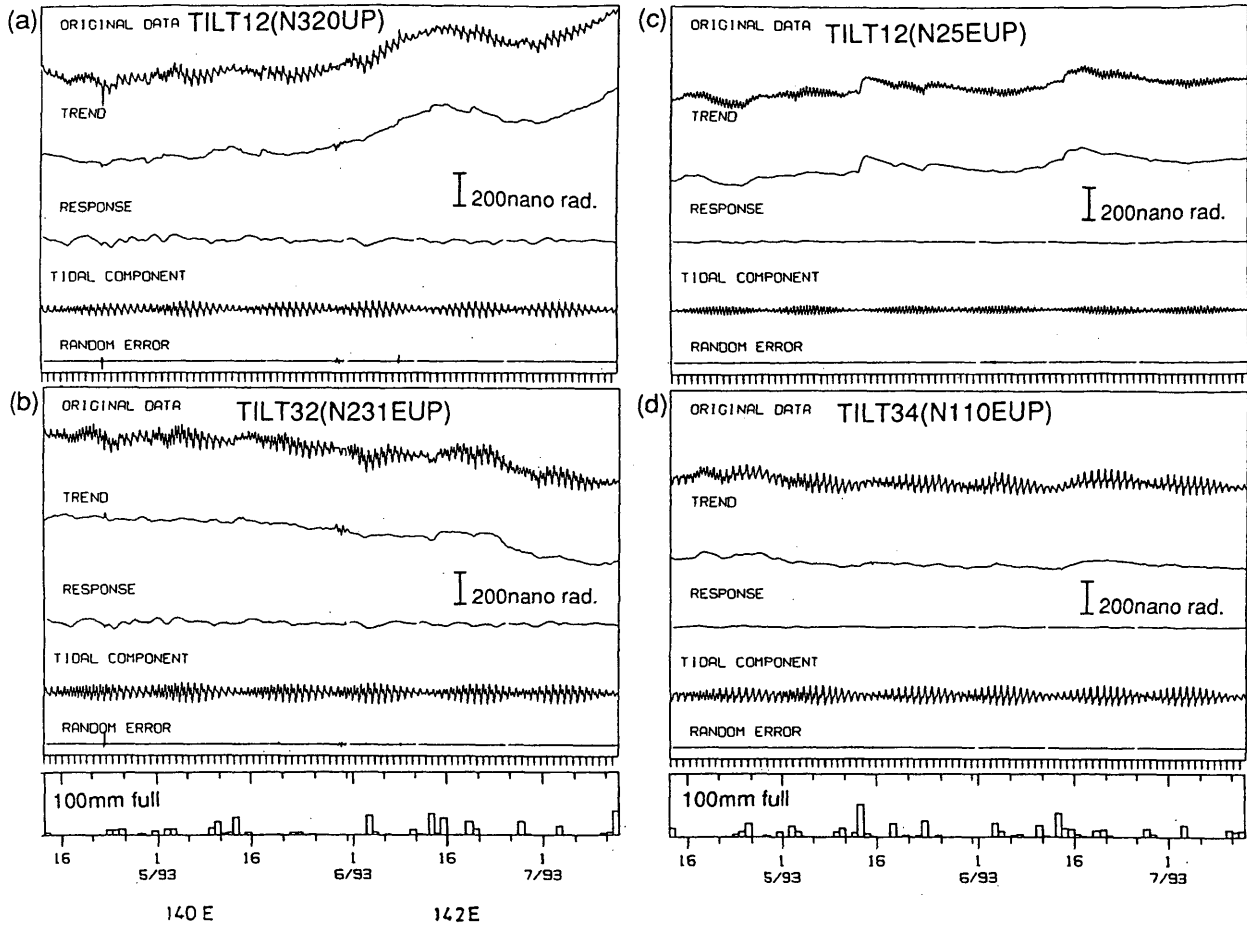 (a)
ORIGINAL DATA
TILT12(N320UP)
TREND
200nano rad.
RESPONSE
TIDAL COMPONENT
RANDOM ERROR
(b)
ORIGINAL DATA
TILT32(N231EUP)
TREND
200nano rad.
RESPONSE
TIDAL COMPONENT
RANDOM ERROR
100mm full
16 1 16 1 16 1
5/93 6/93 7/93
140 E 142E
(c)
ORIGINAL DATA
TILT12(N25EUP)
TREND
200nano rad.
RESPONSE
TIDAL COMPONENT
RANDOM ERROR
(d)
ORIGINAL DATA
TILT34(N110EUP)
TREND
200nano rad.
RESPONSE
TIDAL COMPONENT
RANDOM ERROR
100mm full
16 1 16 1 16 1
5/93 6/93 7/93